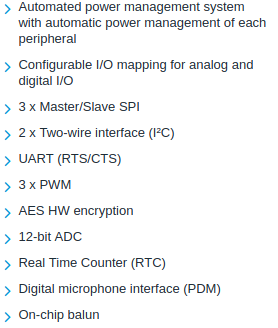 Automated power management system
with automatic power management of each
peripheral
Configurable I/O mapping for analog and
digital I/O
3 x Master/Slave SPI
2 x Two-wire interface (I²C)
UART (RTS/CTS)
3 x PWM
AES HW encryption
12-bit ADC
Real Time Counter (RTC)
Digital microphone interface (PDM)
On-chip balun